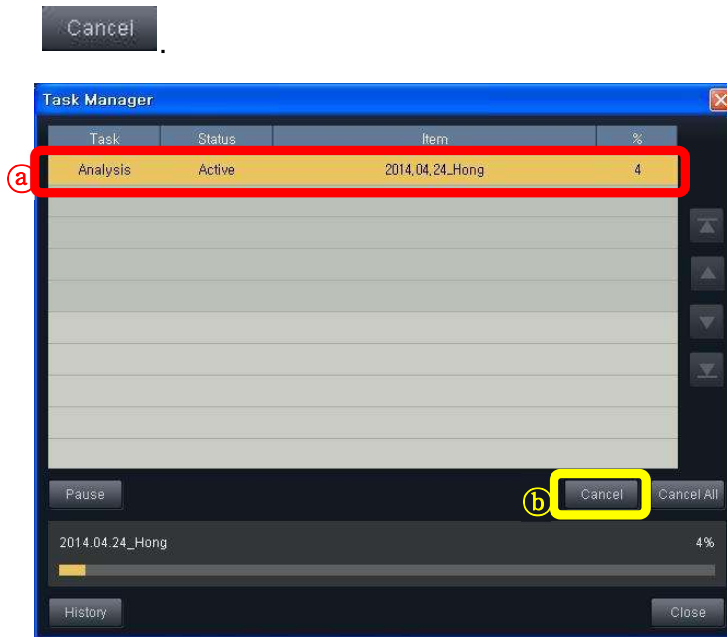 Cancel .
Task Manager
Task Status Item %
ⓐ Analysis Active 2014,04,24_Hong 4
Pause ⓑ Cancel Cancel All
2014.04.24_Hong 4%
History Close